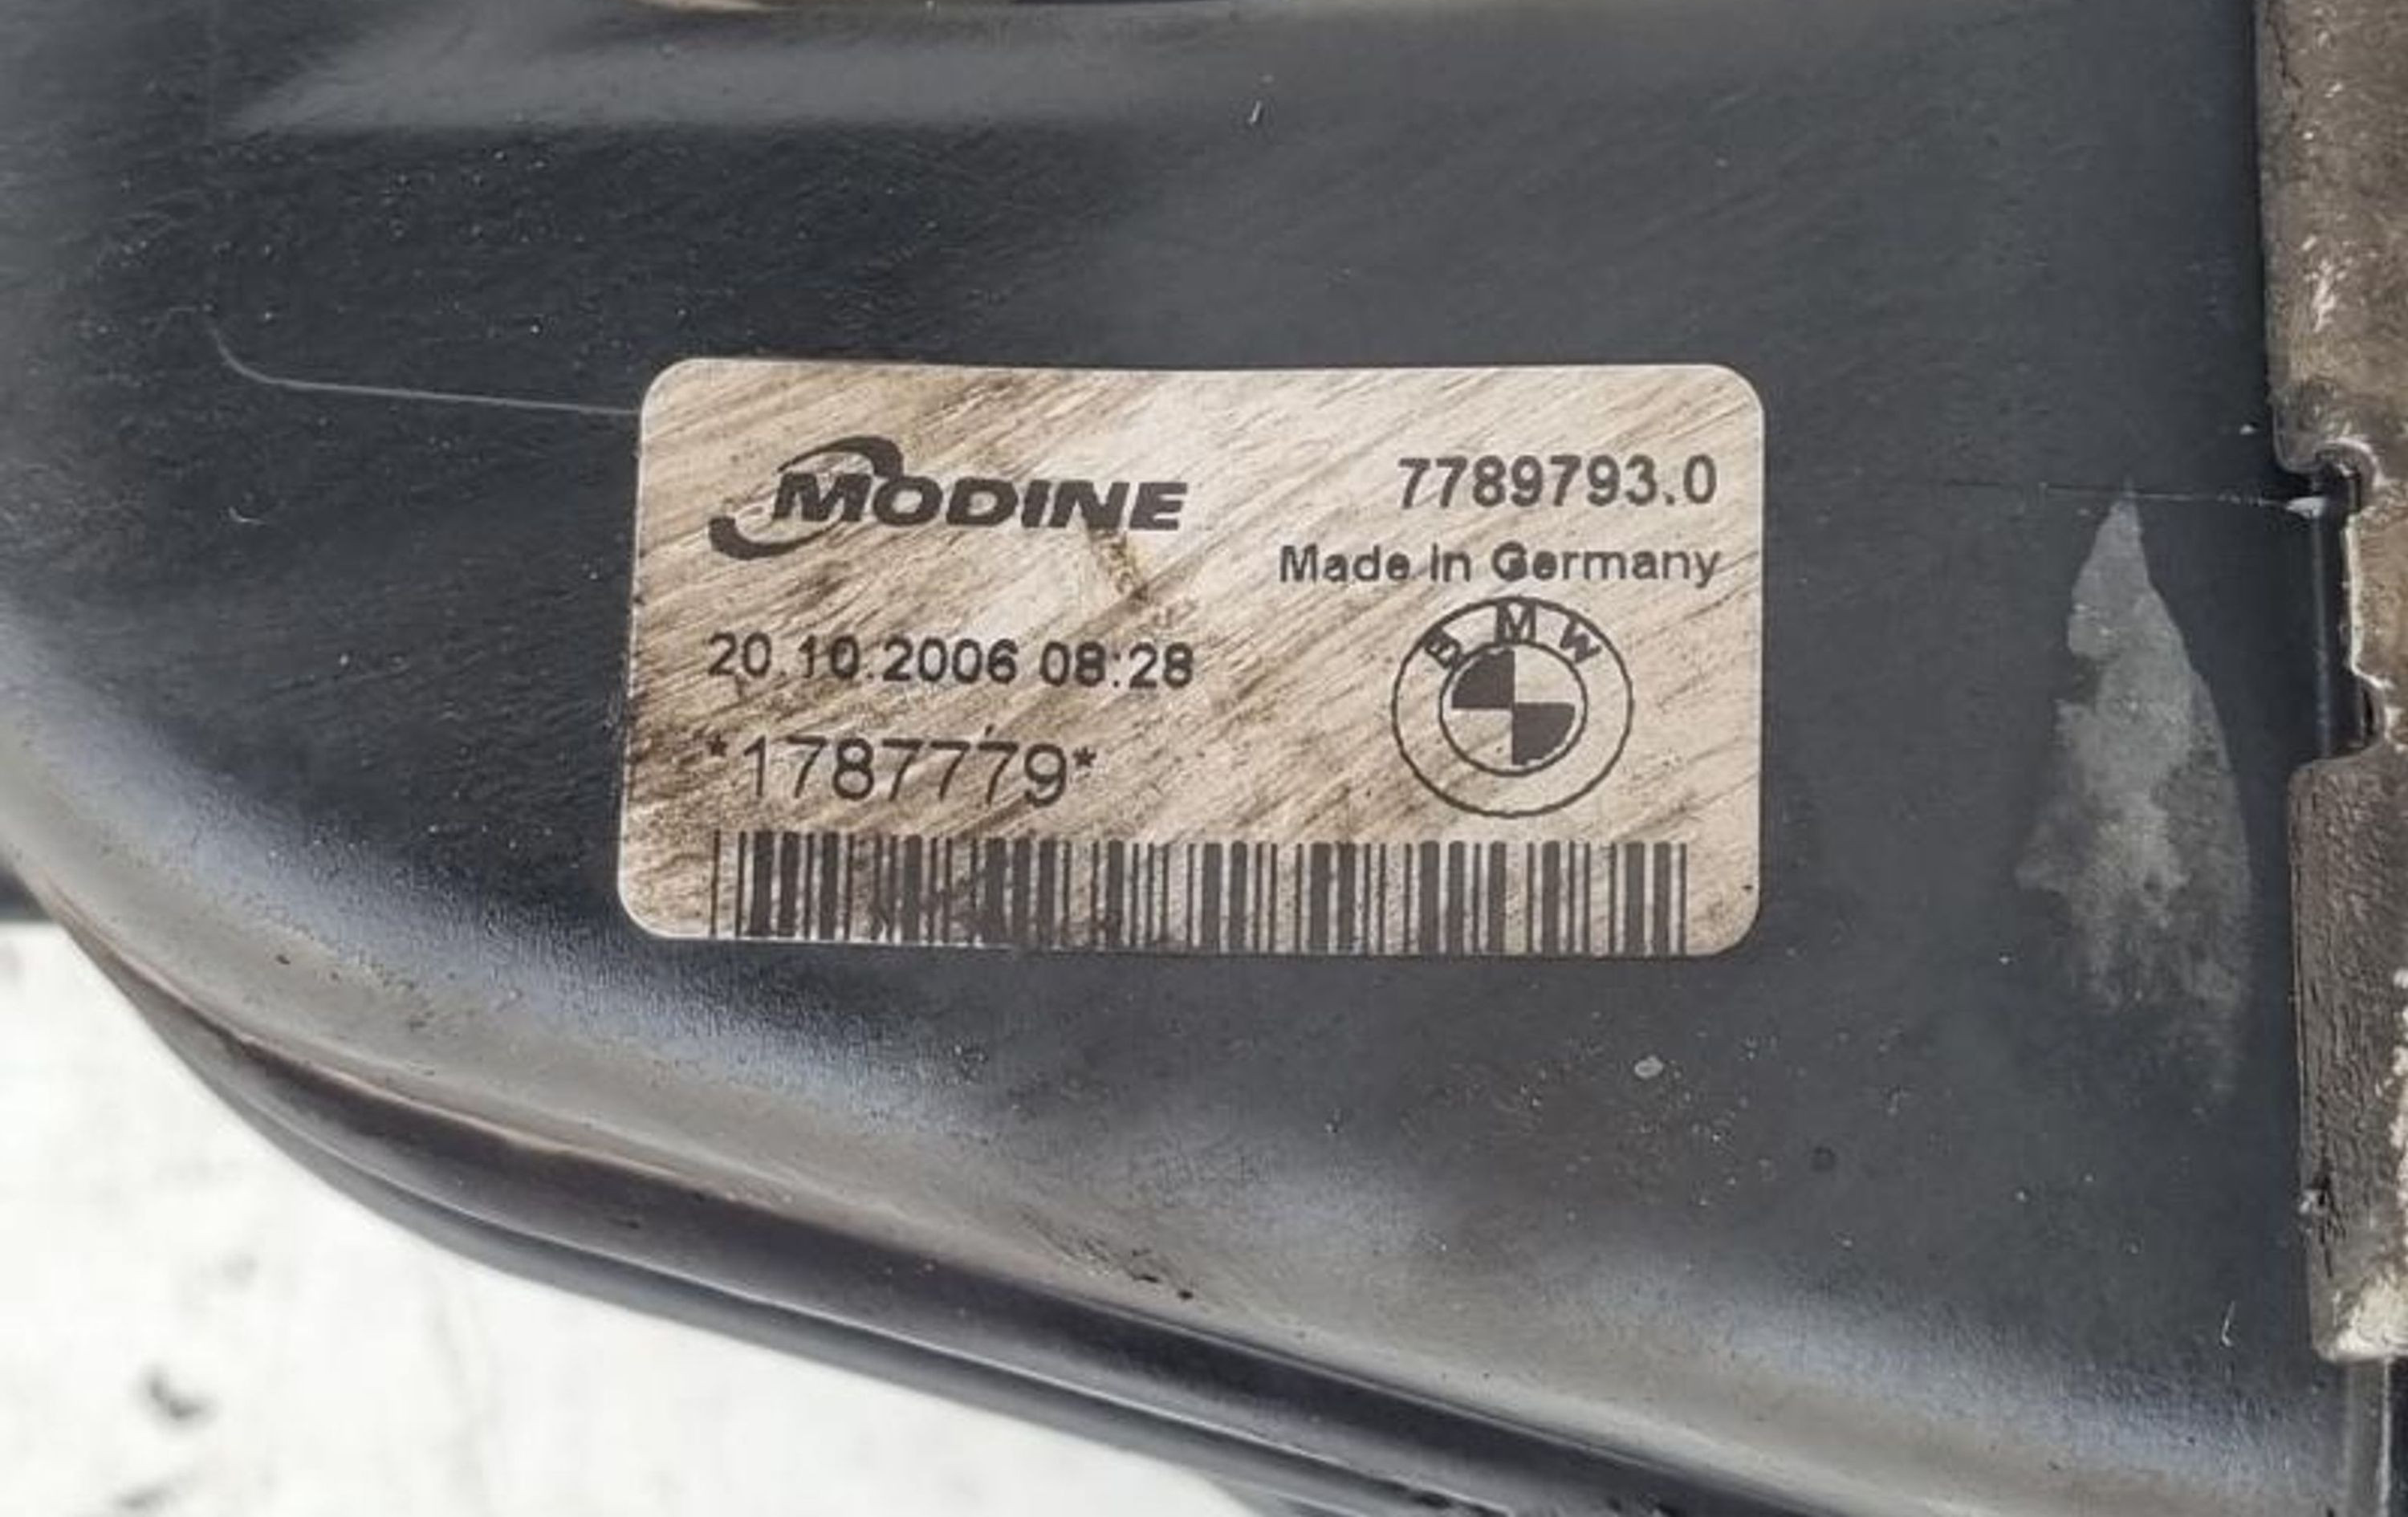 MODINE
7789793.0
Made in Germany
BMW
20.10.2006 08:28
*1787779*